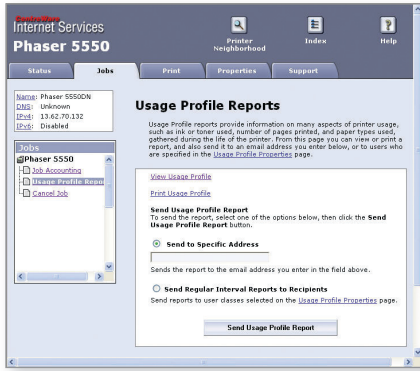 CentreWare
Internet Services
Phaser 5550
Printer
Neighborhood
Index
Help
Status
Jobs
Print
Properties
Support
Name: Phaser 5550DN
DNS: Unknown
IPv4: 13.62.70.132
IPv6: Disabled
Jobs
Phaser 5550
Job Accounting
Usage Profile Repor
Cancel Job
Usage Profile Reports
Usage Profile reports provide information on many aspects of printer usage,
such as ink or toner used, number of pages printed, and paper types used,
gathered during the life of the printer. From this page you can view or print a
report, and also send it to an email address you enter below, or to users who
are specified in the Usage Profile Properties page.
View Usage Profile
Print Usage Profile
Send Usage Profile Report
To send the report, select one of the options below, then click the Send
Usage Profile Report button.
Send to Specific Address
Sends the report to the email address you enter in the field above.
Send Regular Interval Reports to Recipients
Send reports to user classes selected on the Usage Profile Properties page.
Send Usage Profile Report